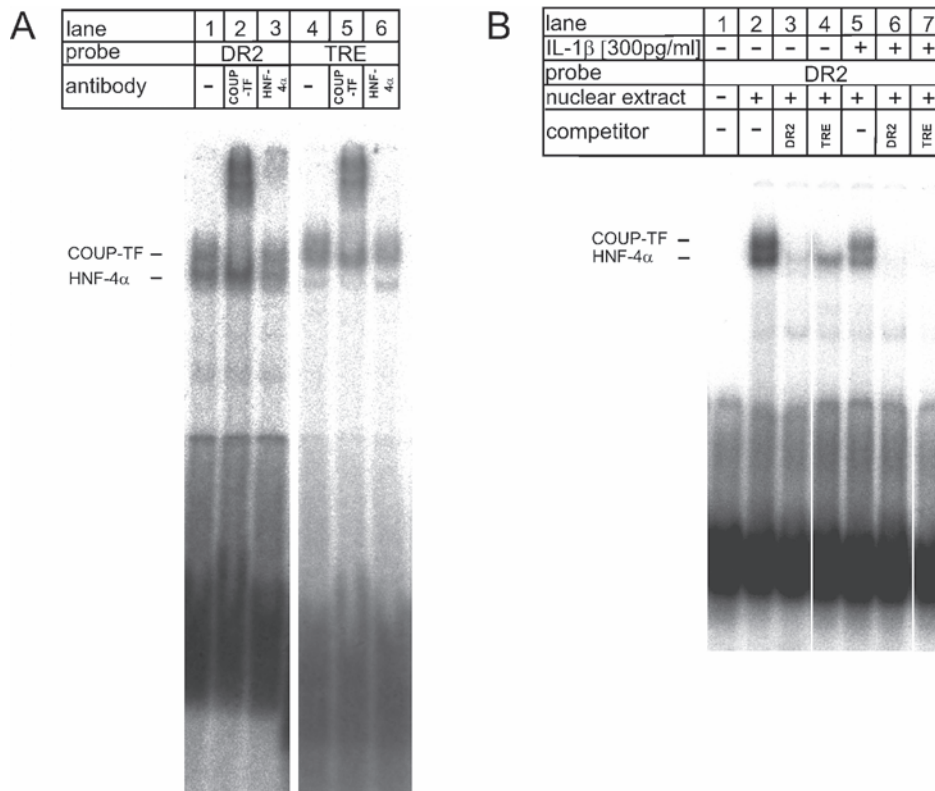 A
lane 1 2 3 4 5 6
probe DR2 TRE
antibody - COUP-TF HNF-4α - COUP-TF HNF-4α
COUP-TF –
HNF-4α –
B
lane 1 2 3 4 5 6 7
IL-1β [300pg/ml] - - - - + + +
probe DR2
nuclear extract - + + + + + +
competitor - - DR2 TRE - DR2 TRE
COUP-TF –
HNF-4α –